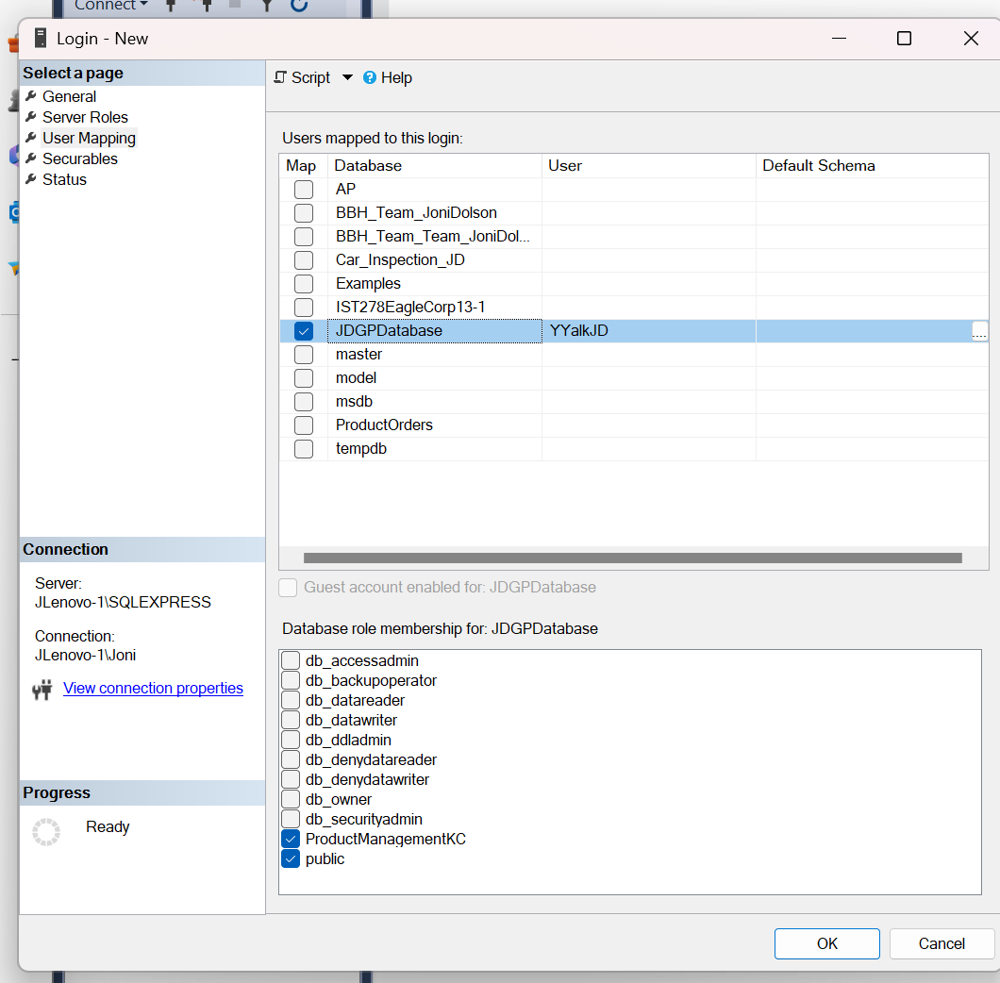 Connect
Login - New
Select a page
General
Server Roles
User Mapping
Securables
Status
Script
Help
Users mapped to this login:
Map Database User Default Schema
AP
BBH_Team_JoniDolson
BBH_Team_Team_JoniDol...
Car_Inspection_JD
Examples
IST278EagleCorp13-1
JDGPDatabase YYalkJD ...
master
model
msdb
ProductOrders
tempdb
Guest account enabled for: JDGPDatabase
Database role membership for: JDGPDatabase
db_accessadmin
db_backupoperator
db_datareader
db_datawriter
db_ddladmin
db_denydatareader
db_denydatawriter
db_owner
db_securityadmin
ProductManagementKC
public
Connection
Server:
JLenovo-1\SQLEXPRESS
Connection:
JLenovo-1\Joni
View connection properties
Progress
Ready
OK
Cancel